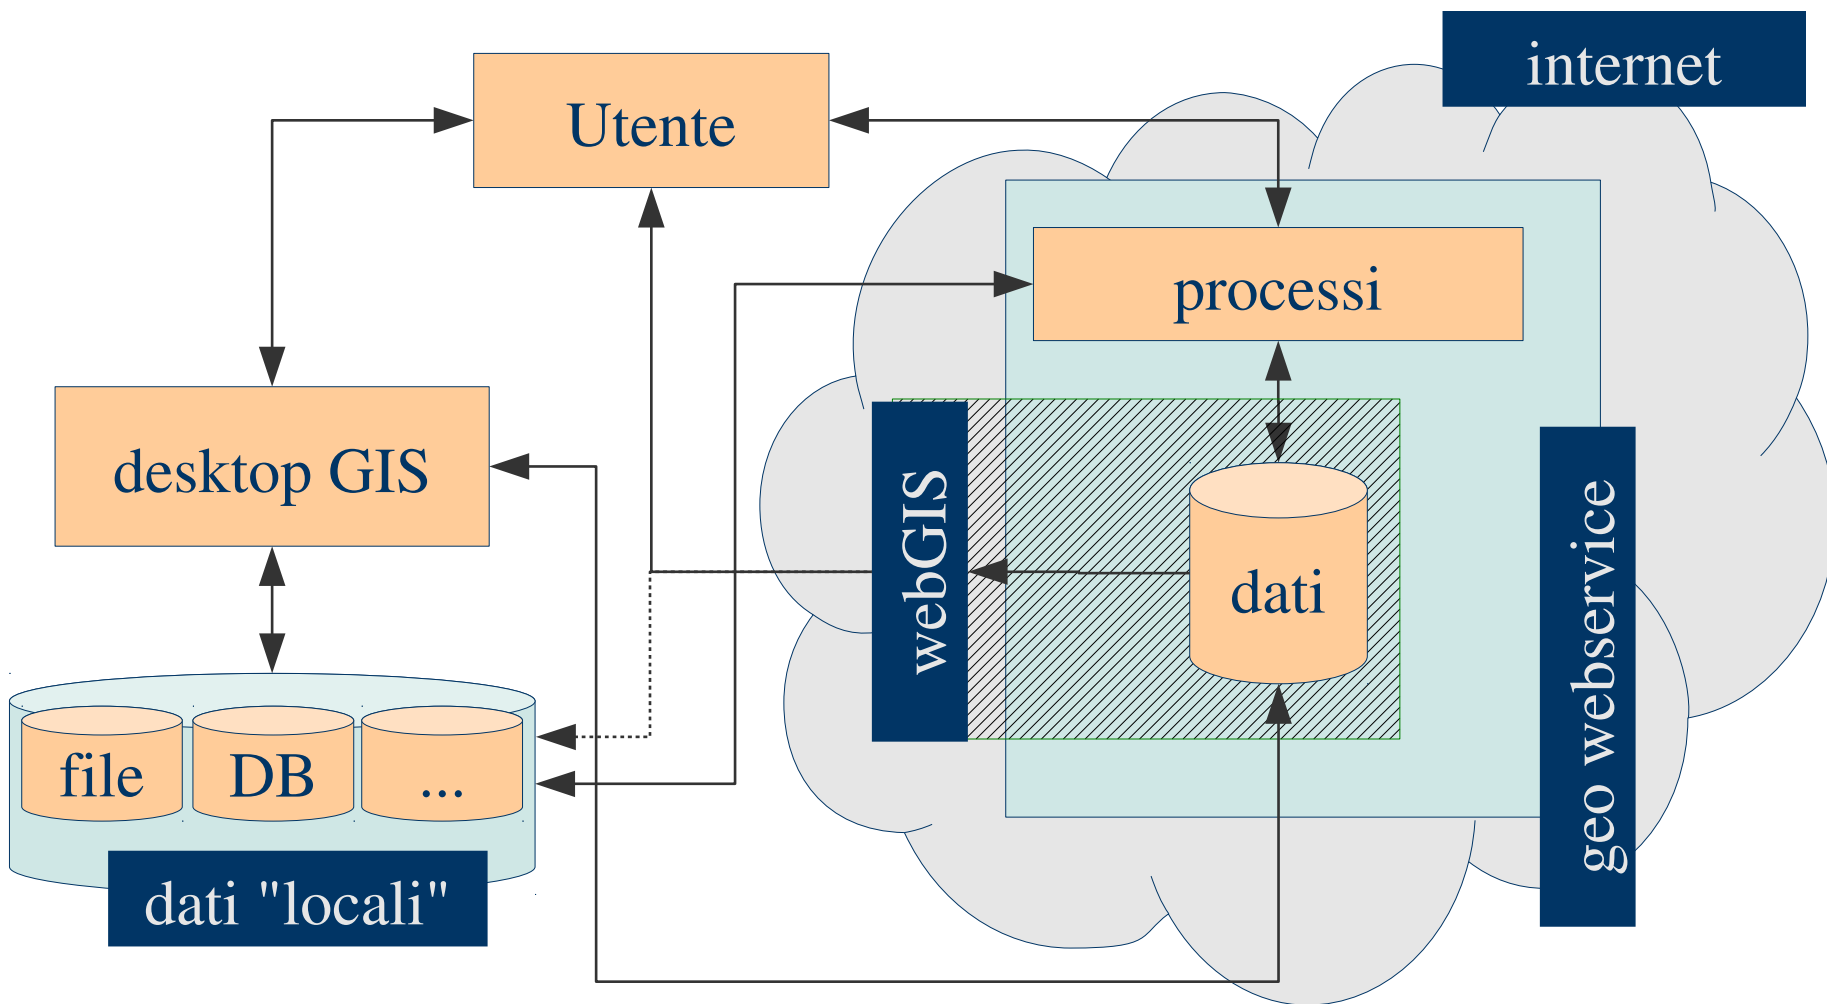 internet
Utente
processi
desktop GIS
webGIS
dati
geo webservice
file
DB
...
dati "locali"